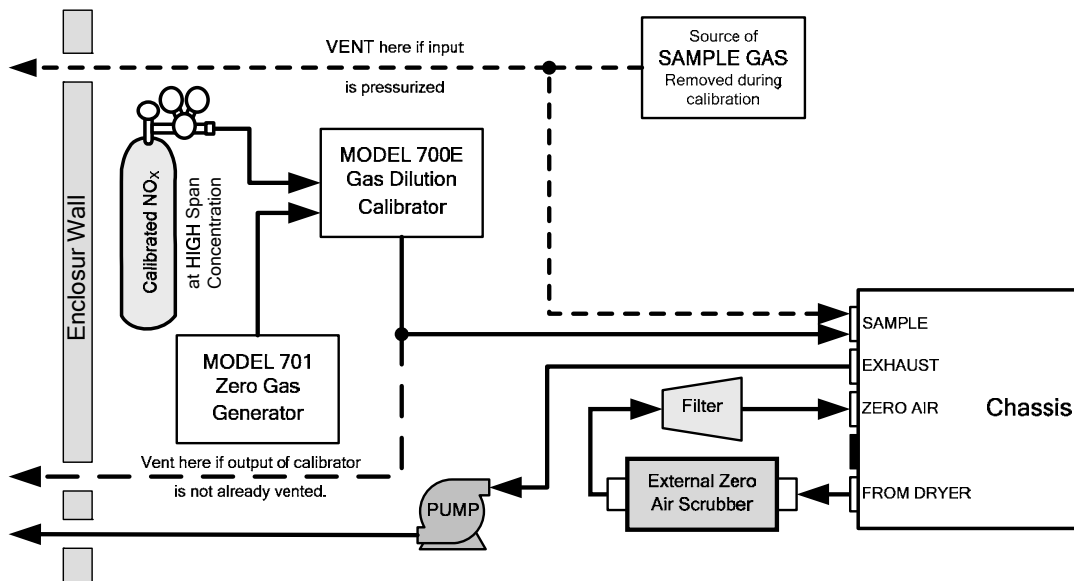 VENT here if input
is pressurized
Source of
SAMPLE GAS
Removed during
calibration
Enclosur Wall
Calibrated NOX
at HIGH Span
Concentration
MODEL 700E
Gas Dilution
Calibrator
MODEL 701
Zero Gas
Generator
Vent here if output of calibrator
is not already vented.
PUMP
Filter
External Zero
Air Scrubber
SAMPLE
EXHAUST
ZERO AIR
FROM DRYER
Chassis